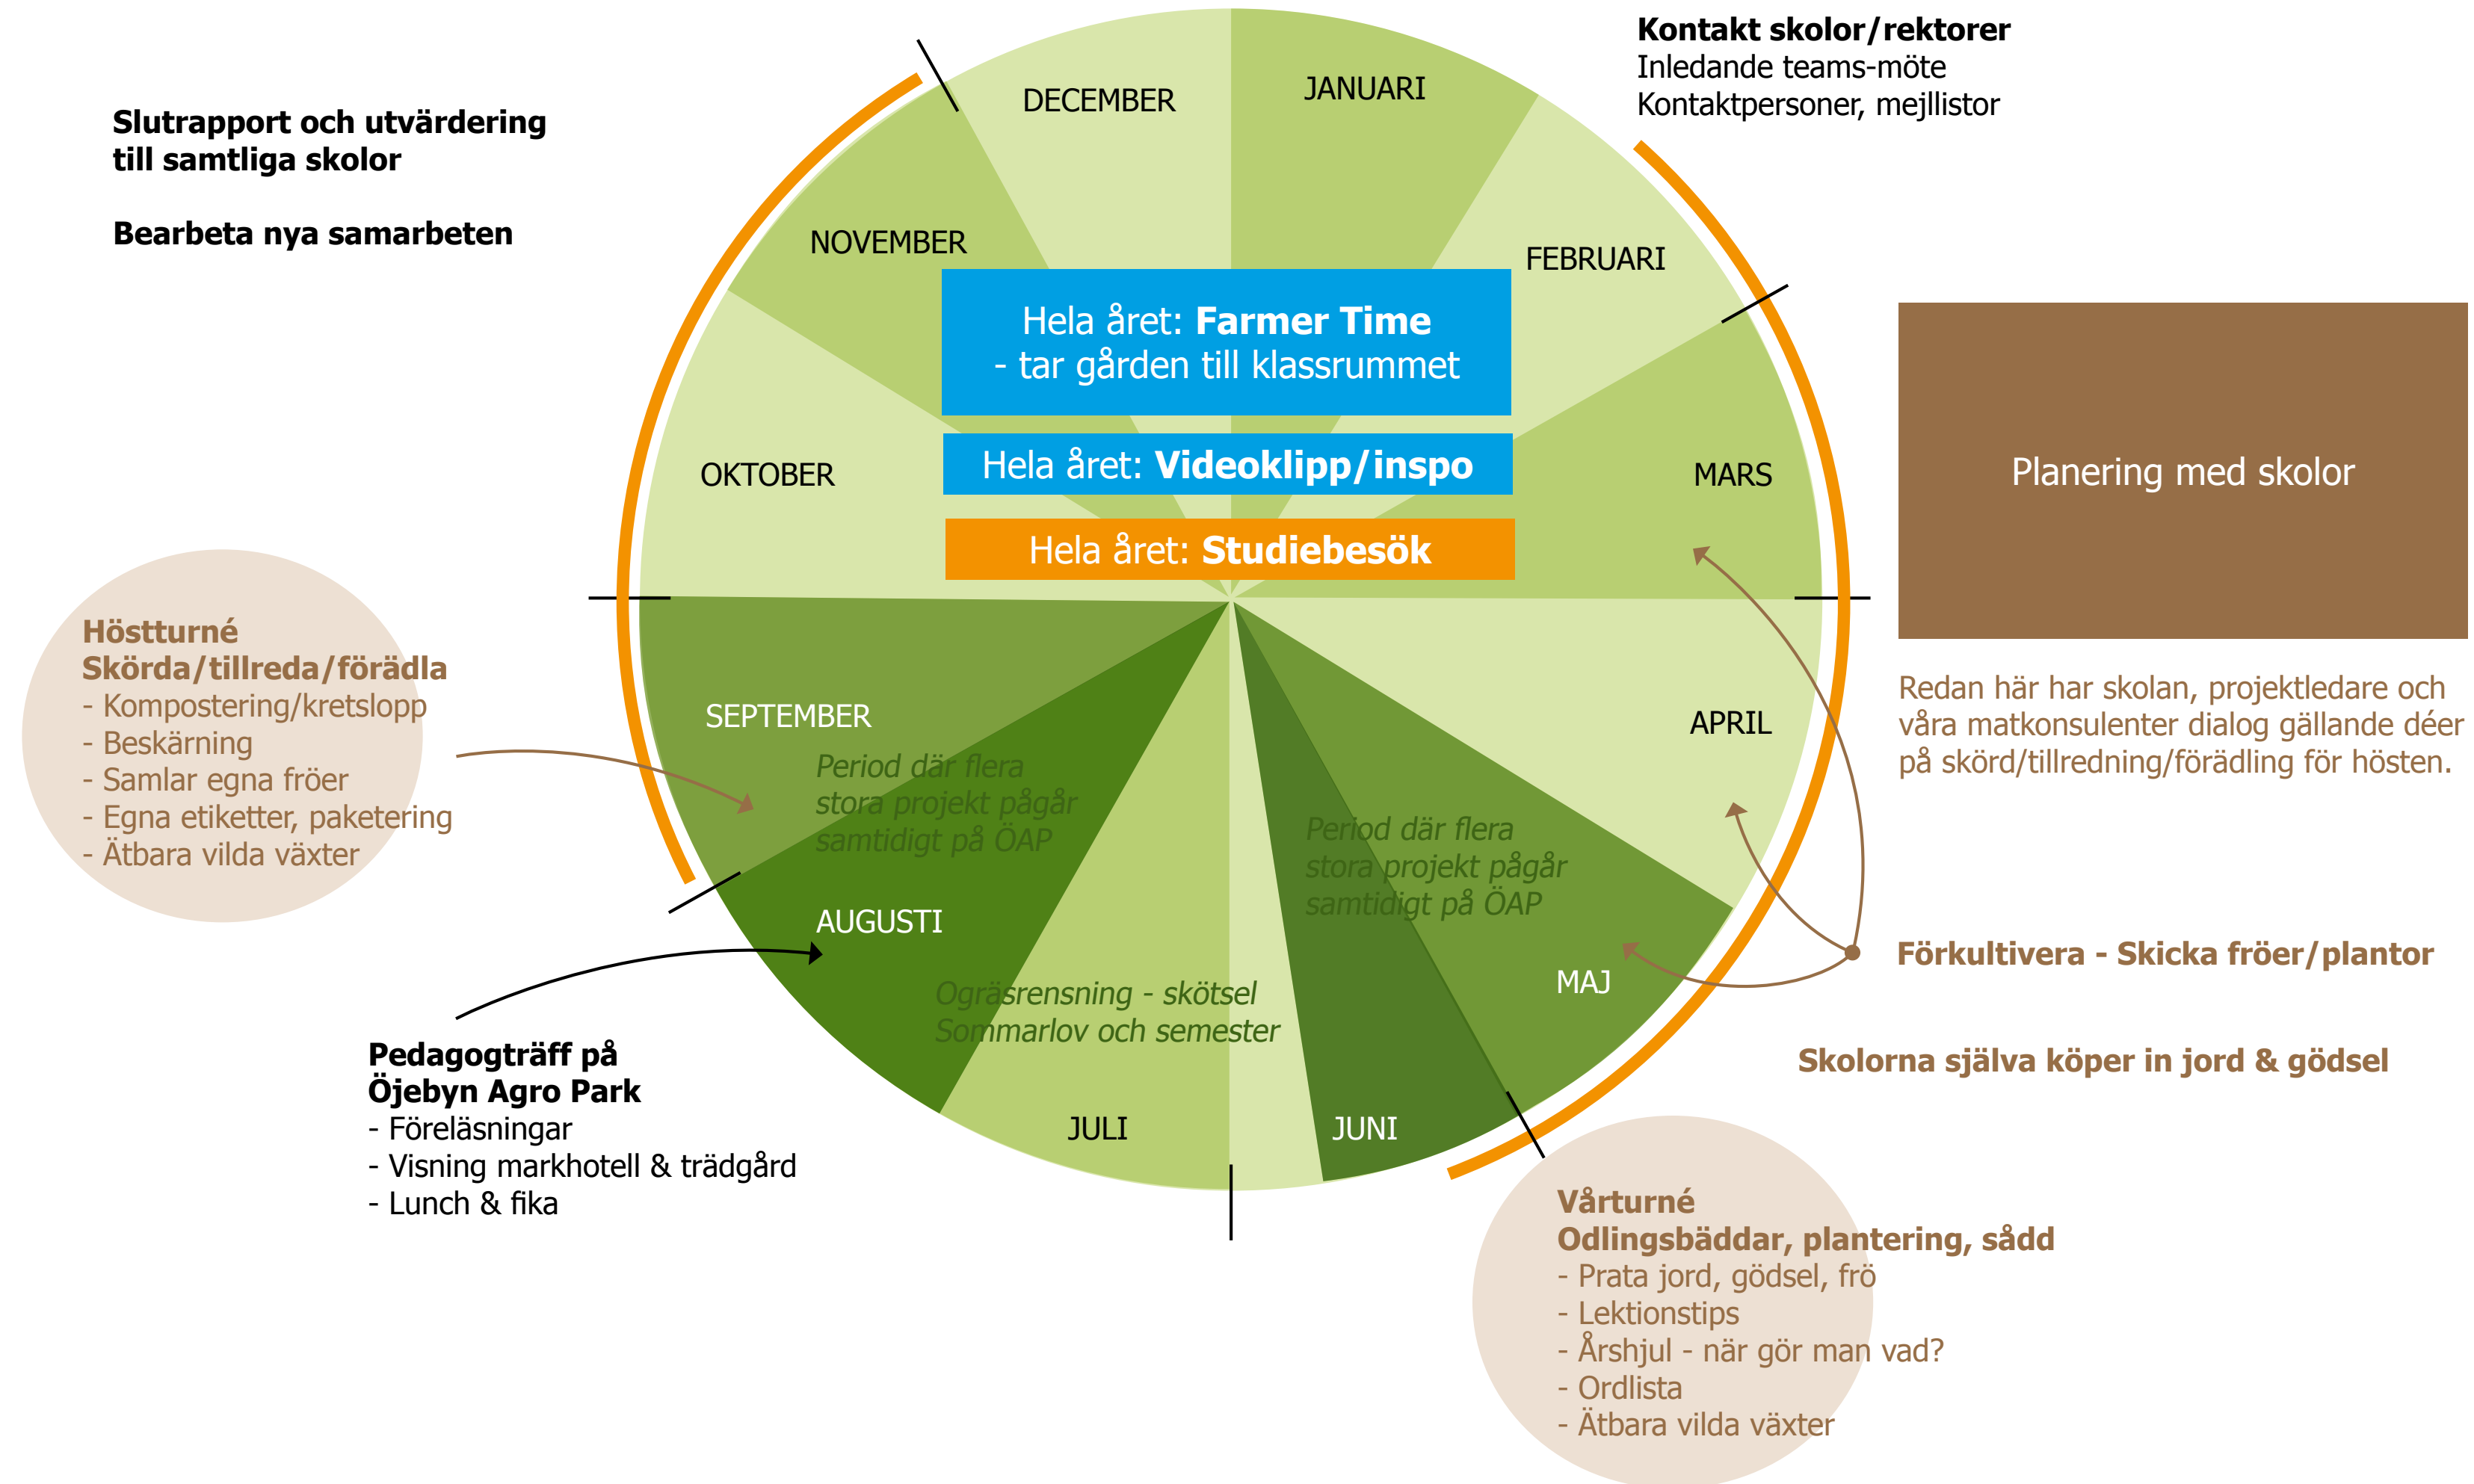 Kontakt skolor/rektorer
Inledande teams-möte
Kontaktpersoner, mejllistor
Slutrapport och utvärdering
till samtliga skolor
Bearbeta nya samarbeten
DECEMBER
JANUARI
NOVEMBER
FEBRUARI
Hela året: Farmer Time
- tar gården till klassrummet
Hela året: Videoklipp/inspo
Hela året: Studiebesök
OKTOBER
MARS
Planering med skolor
Redan här har skolan, projektledare och
våra matkonsulenter dialog gällande déer
på skörd/tillredning/förädling för hösten.
Höstturné
Skörda/tillreda/förädla
- Kompostering/kretslopp
- Beskärning
- Samlar egna fröer
- Egna etiketter, paketering
- Ätbara vilda växter
SEPTEMBER
Period där flera
stora projekt pågår
samtidigt på ÖAP
APRIL
Period där flera
stora projekt pågår
samtidigt på ÖAP
AUGUSTI
MAJ
Förkultivera - Skicka fröer/plantor
Ogräsrensning - skötsel
Sommarlov och semester
Skolorna själva köper in jord & gödsel
Pedagogträff på
Öjebyn Agro Park
- Föreläsningar
- Visning markhotell & trädgård
- Lunch & fika
JULI
JUNI
Vårturné
Odlingsbäddar, plantering, sådd
- Prata jord, gödsel, frö
- Lektionstips
- Årshjul - när gör man vad?
- Ordlista
- Ätbara vilda växter